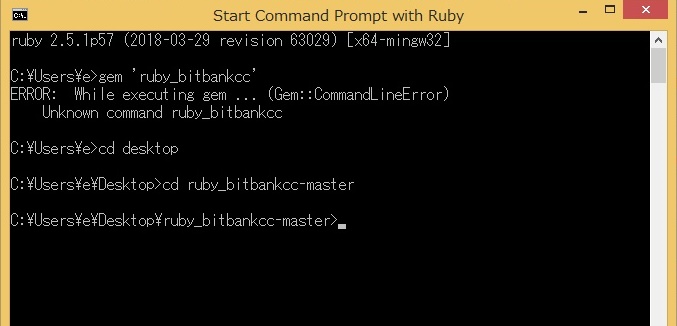 Start Command Prompt with Ruby
ruby 2.5.1p57 (2018-03-29 revision 63029) [x64-mingw32]
C:¥Users¥e>gem 'ruby_bitbankcc'
ERROR:  While executing gem ... (Gem::CommandLineError)
    Unknown command ruby_bitbankcc
C:¥Users¥e>cd desktop
C:¥Users¥e¥Desktop>cd ruby_bitbankcc-master
C:¥Users¥e¥Desktop¥ruby_bitbankcc-master>